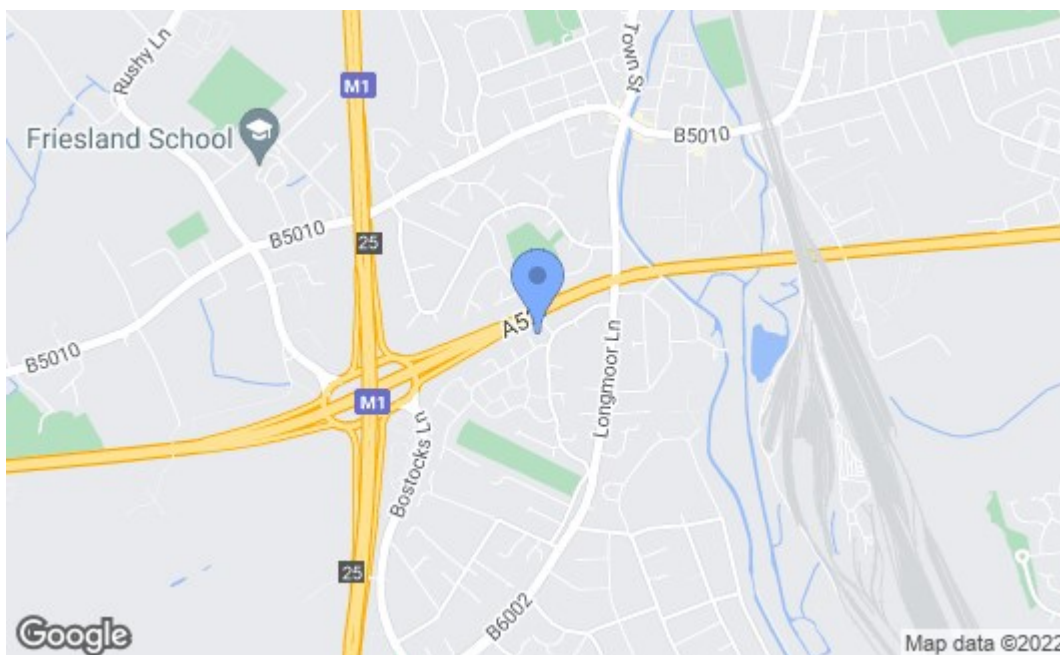 Rushy Ln
M1
Town St
Friesland School
B5010
B5010
25
B5010
Longmoor Ln
M1
Bostocks Ln
25
B6002
Google
Map data ©2022